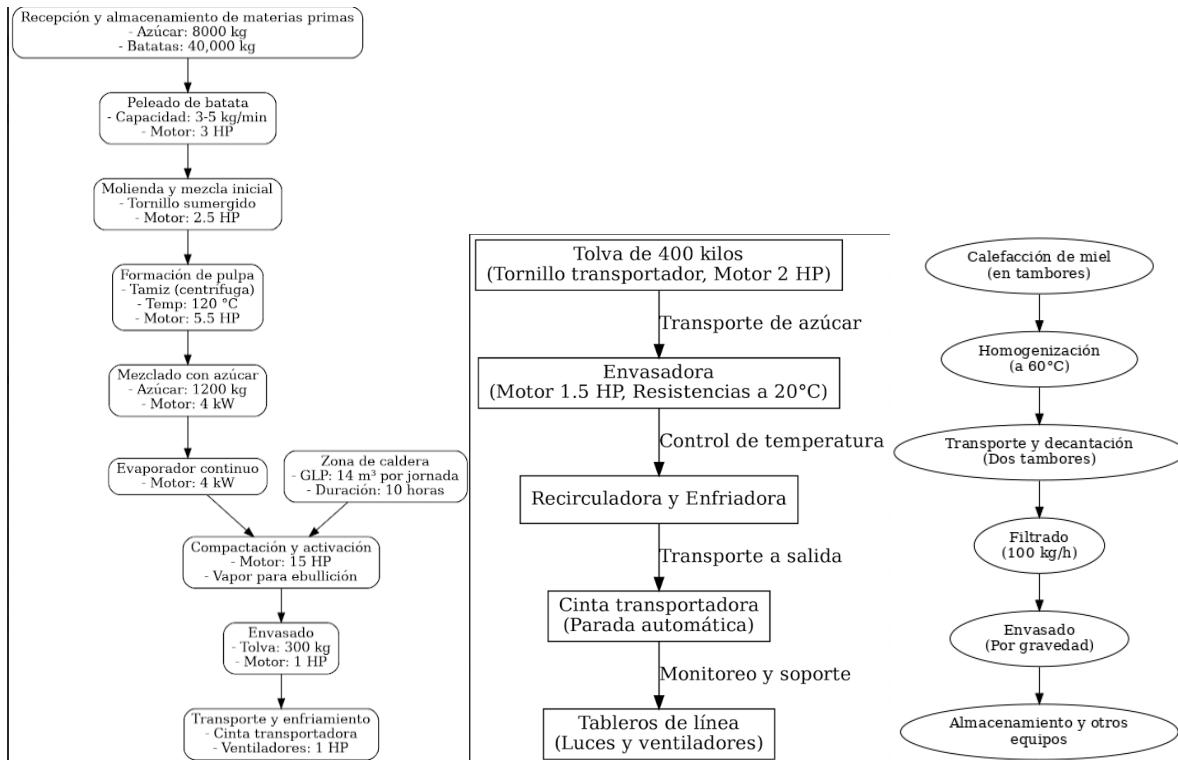 Recepción y almacenamiento de materias primas
- Azúcar: 8000 kg
- Batatas: 40,000 kg
Peleado de batata
- Capacidad: 3-5 kg/min
- Motor: 3 HP
Molienda y mezcla inicial
- Tornillo sumergido
- Motor: 2.5 HP
Formación de pulpa
- Tamiz (centrífuga)
- Temp: 120 °C
- Motor: 5.5 HP
Mezclado con azúcar
- Azúcar: 1200 kg
- Motor: 4 kW
Evaporador continuo
- Motor: 4 kW
Zona de caldera
- GLP: 14 m³ por jornada
- Duración: 10 horas
Compactación y activación
- Motor: 15 HP
- Vapor para ebullición
Envasado
- Tolva: 300 kg
- Motor: 1 HP
Transporte y enfriamiento
- Cinta transportadora
- Ventiladores: 1 HP
Tolva de 400 kilos
(Tornillo transportador, Motor 2 HP)
Transporte de azúcar
Envasadora
(Motor 1.5 HP, Resistencias a 20°C)
Control de temperatura
Recirculadora y Enfriadora
Transporte a salida
Cinta transportadora
(Parada automática)
Monitoreo y soporte
Tableros de línea
(Luces y ventiladores)
Calefacción de miel
(en tambores)
Homogenización
(a 60°C)
Transporte y decantación
(Dos tambores)
Filtrado
(100 kg/h)
Envasado
(Por gravedad)
Almacenamiento y otros
equipos